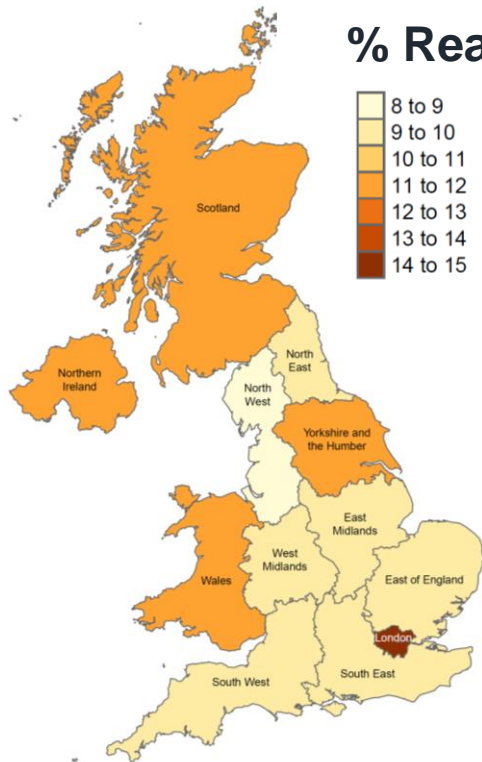 % Rea
8 to 9
9 to 10
10 to 11
11 to 12
12 to 13
13 to 14
14 to 15
Scotland
Northern
Ireland
North
East
North
West
Yorkshire and
the Humber
East
Midlands
West
Midlands
Wales
East of England
London
South West
South East